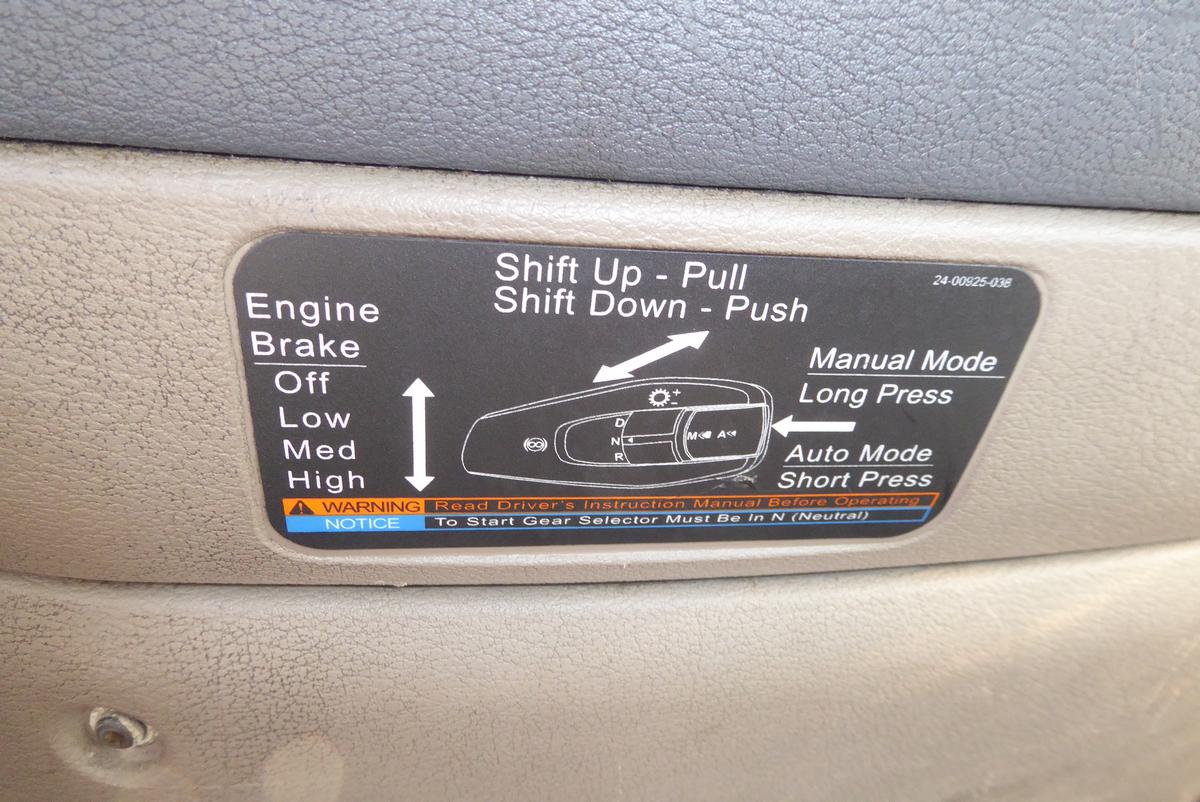 Shift Up - Pull
Shift Down - Push
24-00925-036
Engine
Brake
Off
Low
Med
High
D
N
R
+
-
M
A
Manual Mode
Long Press
Auto Mode
Short Press
WARNING Read Driver's Instruction Manual Before Operating
NOTICE To Start Gear Selector Must Be In N (Neutral)